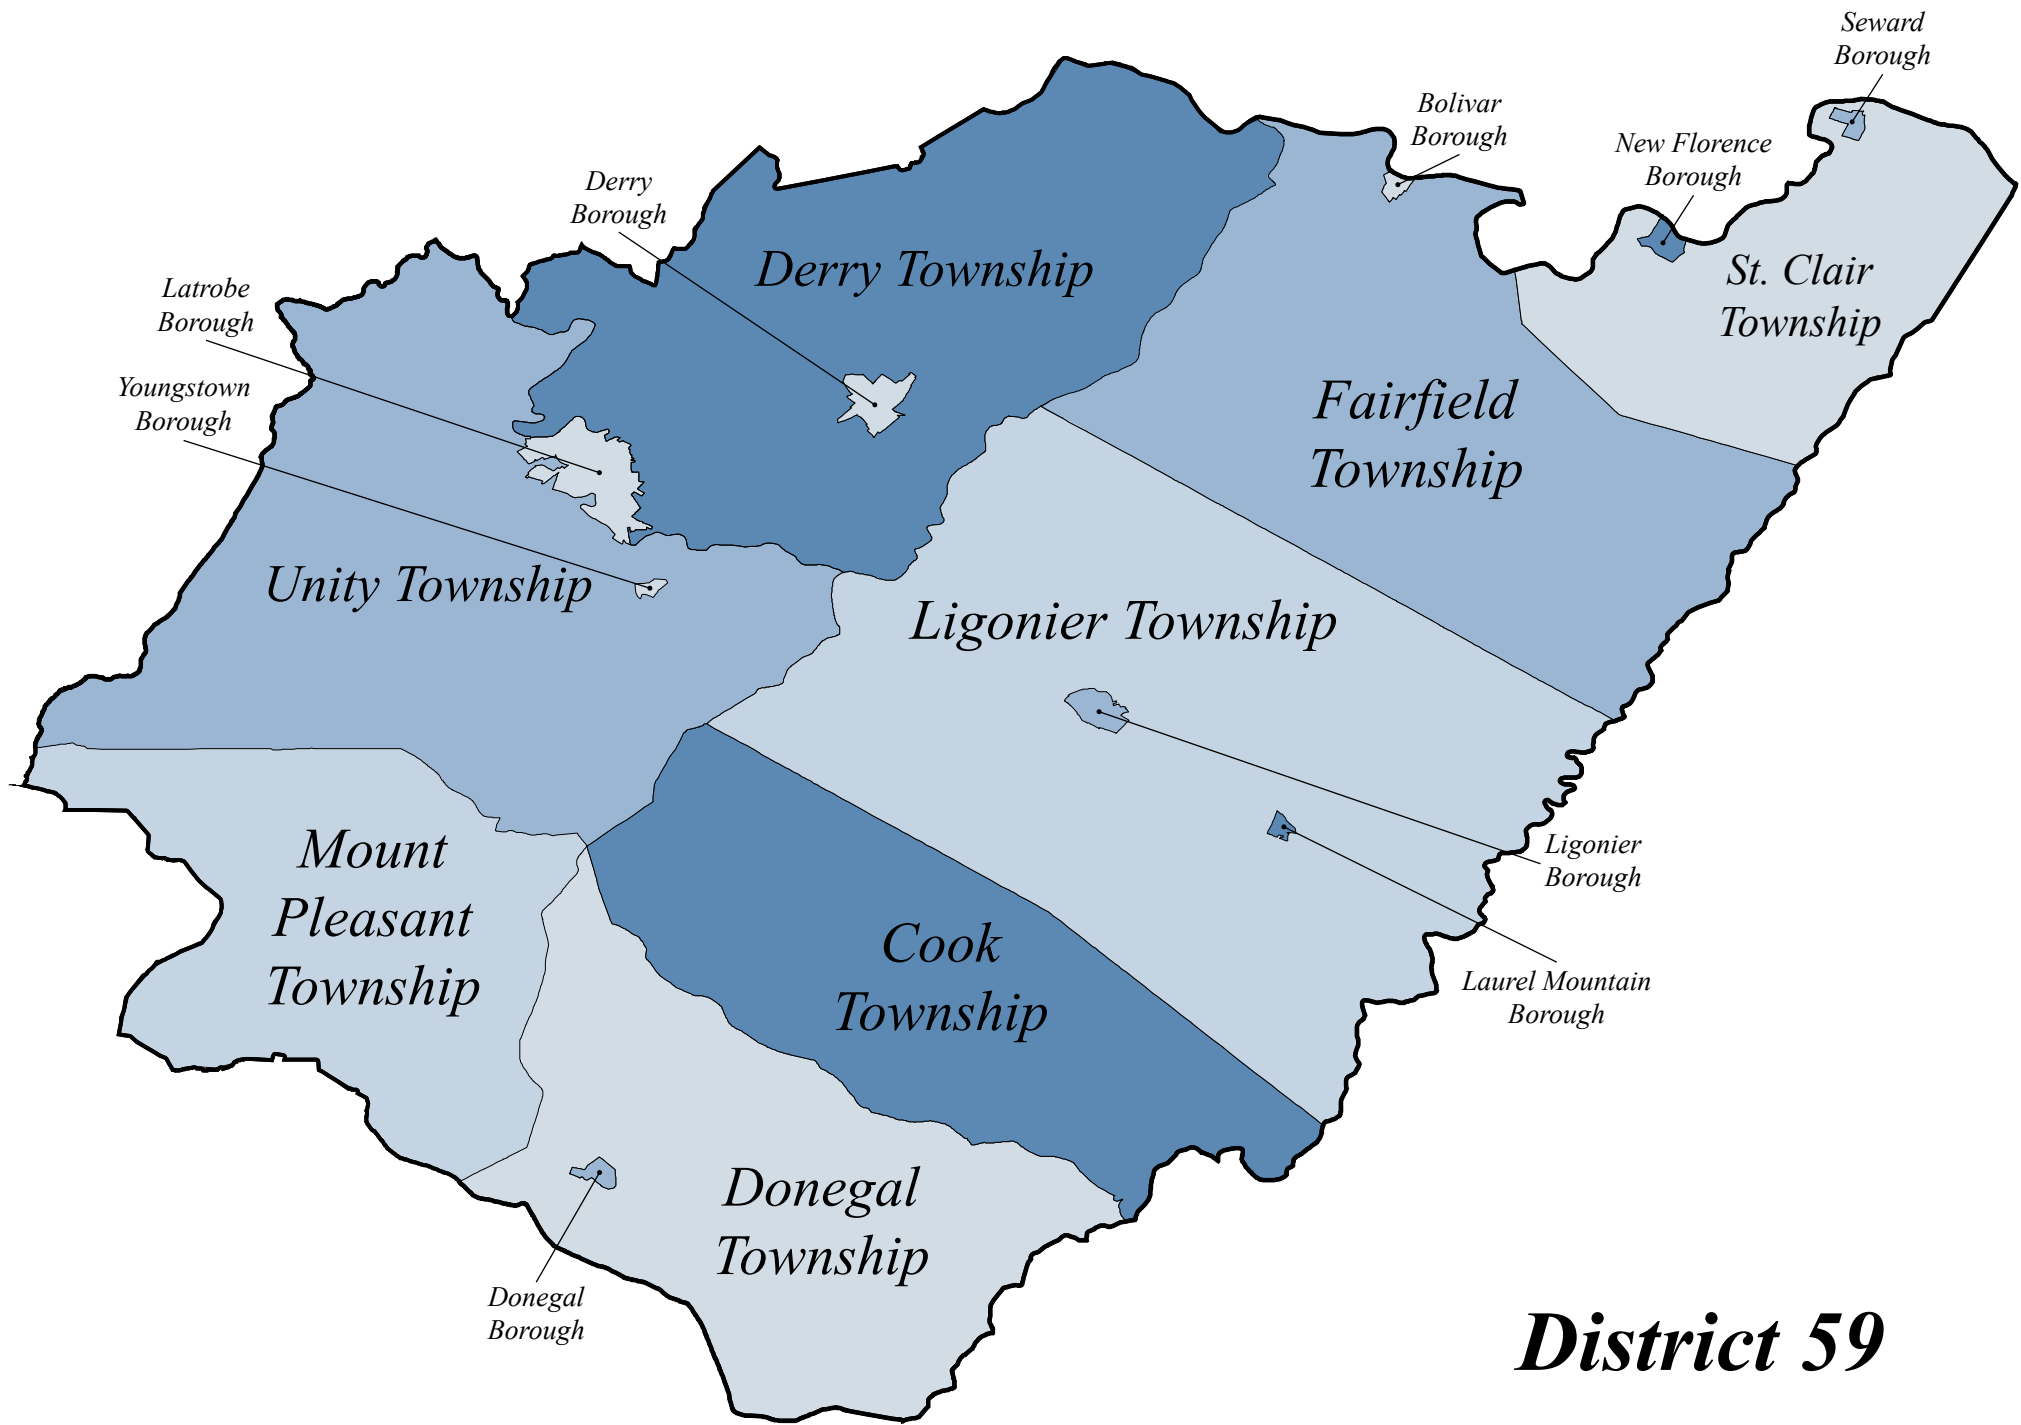 Seward
Borough
Bolivar
Borough
New Florence
Borough
Derry
Borough
Derry Township
St. Clair
Township
Latrobe
Borough
Youngstown
Borough
Fairfield
Township
Unity Township
Ligonier Township
Ligonier
Borough
Mount
Pleasant
Township
Cook
Township
Laurel Mountain
Borough
Donegal
Township
Donegal
Borough
District 59